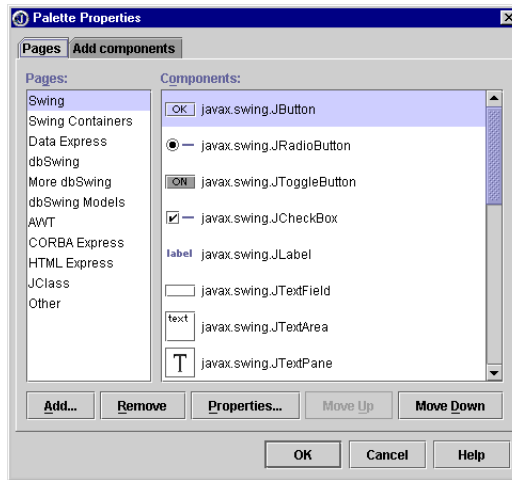 Palette Properties
Pages Add components
Pages:
Swing
Swing Containers
Data Express
dbSwing
More dbSwing
dbSwing Models
AWT
CORBA Express
HTML Express
JClass
Other
Components:
OK javax.swing.JButton
javax.swing.JRadioButton
ON javax.swing.JToggleButton
javax.swing.JCheckBox
label javax.swing.JLabel
javax.swing.JTextField
text javax.swing.JTextArea
T javax.swing.JTextPane
Add... Remove Properties... Move Up Move Down
OK Cancel Help